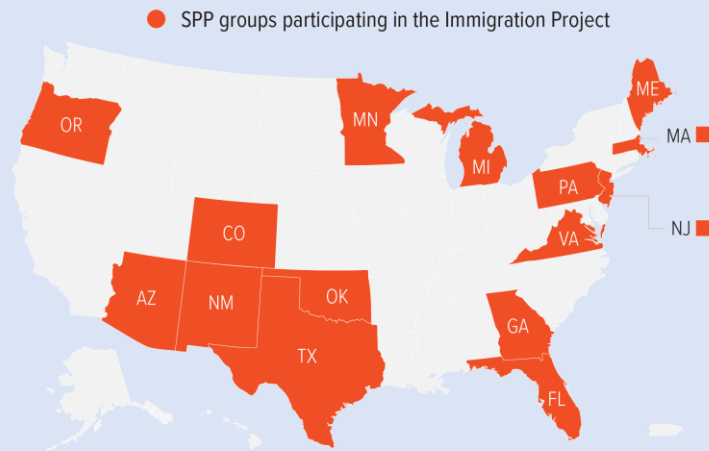 SPP groups participating in the Immigration Project
ME
OR
MN
MA
MI
PA
NJ
CO
VA
AZ
NM
OK
GA
TX
FL